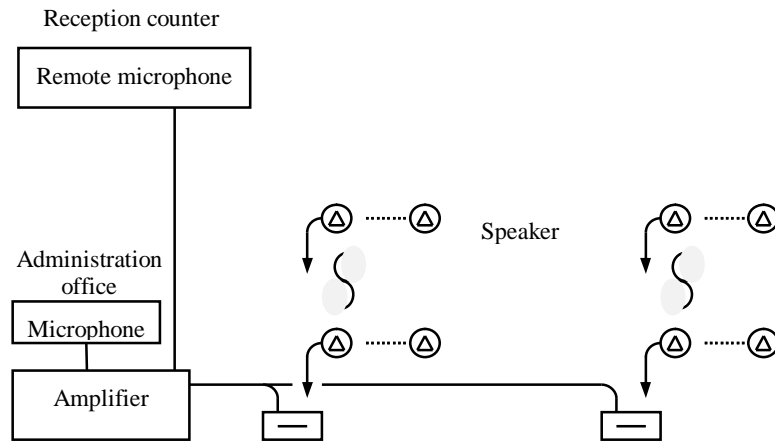 Reception counter
Remote microphone
Speaker
Administration
office
Microphone
Amplifier